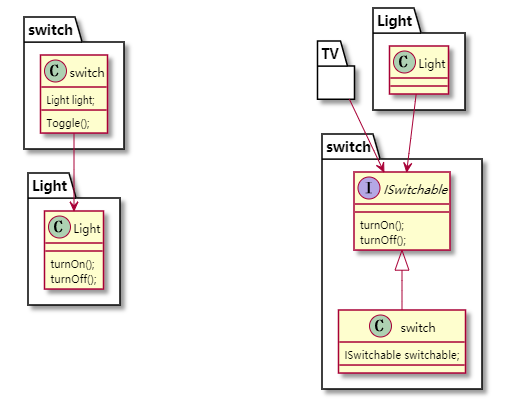 switch
C switch
Light light;
Toggle();
Light
C Light
turnOn();
turnOff();
TV
Light
C Light
switch
I ISwitchable
turnOn();
turnOff();
C switch
ISwitchable switchable;